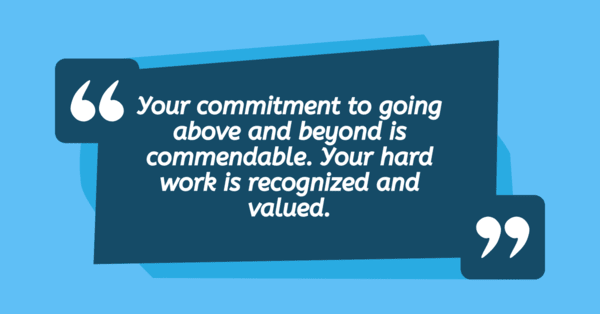 Your commitment to going
above and beyond is
commendable. Your hard
work is recognized and
valued.